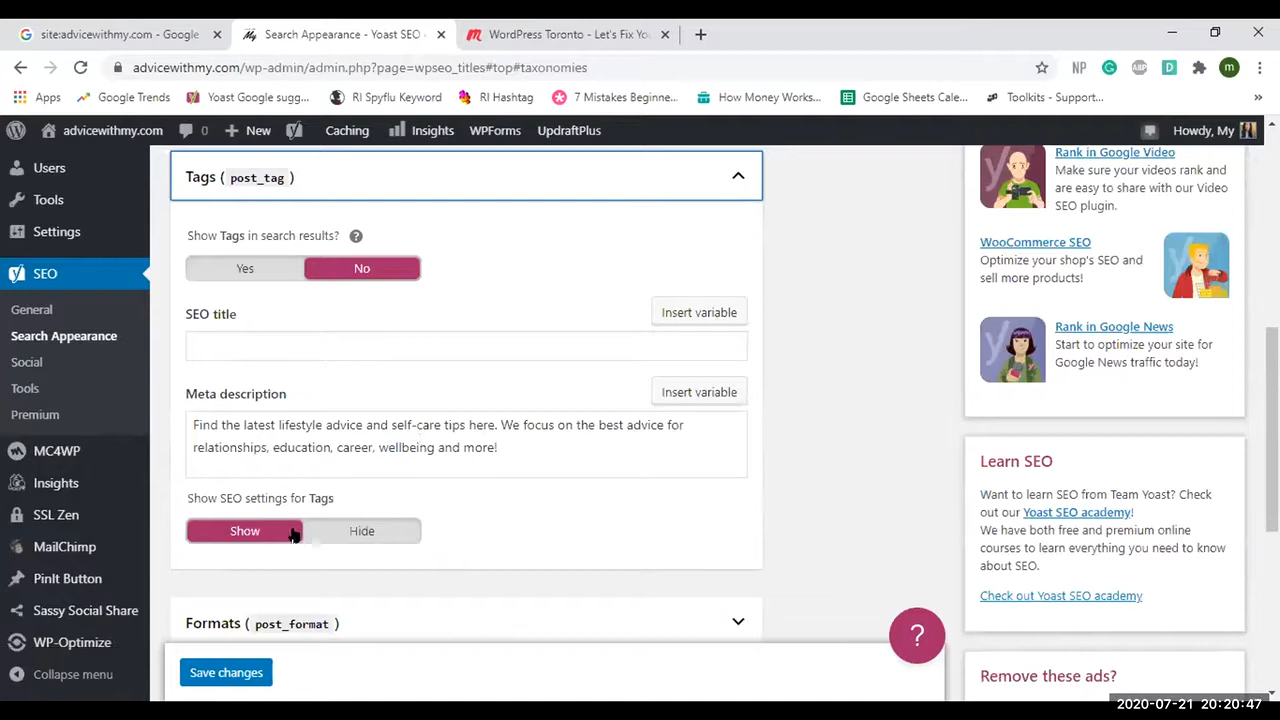 site:advicewithmy.com - Google
Search Appearance - Yoast SEO
WordPress Toronto - Let's Fix Yo
advicewithmy.com/wp-admin/admin.php?page=wpseo_titles#top#taxonomies
NP
ABP
D
m
Apps
Google Trends
Yoast Google sugg...
RI Spyflu Keyword
RI Hashtag
7 Mistakes Beginne...
How Money Works...
Google Sheets Cale...
Toolkits - Support...
»
advicewithmy.com
0
New
Caching
Insights
WPForms
UpdraftPlus
Howdy, My
Users
Tools
Settings
SEO
General
Search Appearance
Social
Tools
Premium
MC4WP
Insights
SSL Zen
MailChimp
PinIt Button
Sassy Social Share
WP-Optimize
Collapse menu
Tags ( post_tag )
Show Tags in search results?
Yes
No
SEO title
Insert variable
Meta description
Insert variable
Find the latest lifestyle advice and self-care tips here. We focus on the best advice for
relationships, education, career, wellbeing and more!
Show SEO settings for Tags
Show
Hide
Formats ( post_format )
Save changes
?
Rank in Google Video
Make sure your videos rank and
are easy to share with our Video
SEO plugin.
WooCommerce SEO
Optimize your shop's SEO and
sell more products!
Rank in Google News
Start to optimize your site for
Google News traffic today!
Learn SEO
Want to learn SEO from Team Yoast? Check
out our Yoast SEO academy!
We have both free and premium online
courses to learn everything you need to know
about SEO.
Check out Yoast SEO academy
Remove these ads?
2020-07-21 20:20:47